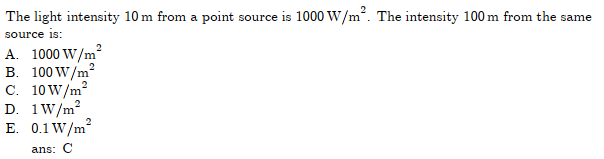 The light intensity 10 m from a point source is 1000 W/m². The intensity 100 m from the same
source is:
A. 1000 W/m²
B. 100 W/m²
C. 10 W/m²
D. 1 W/m²
E. 0.1 W/m²
ans: C